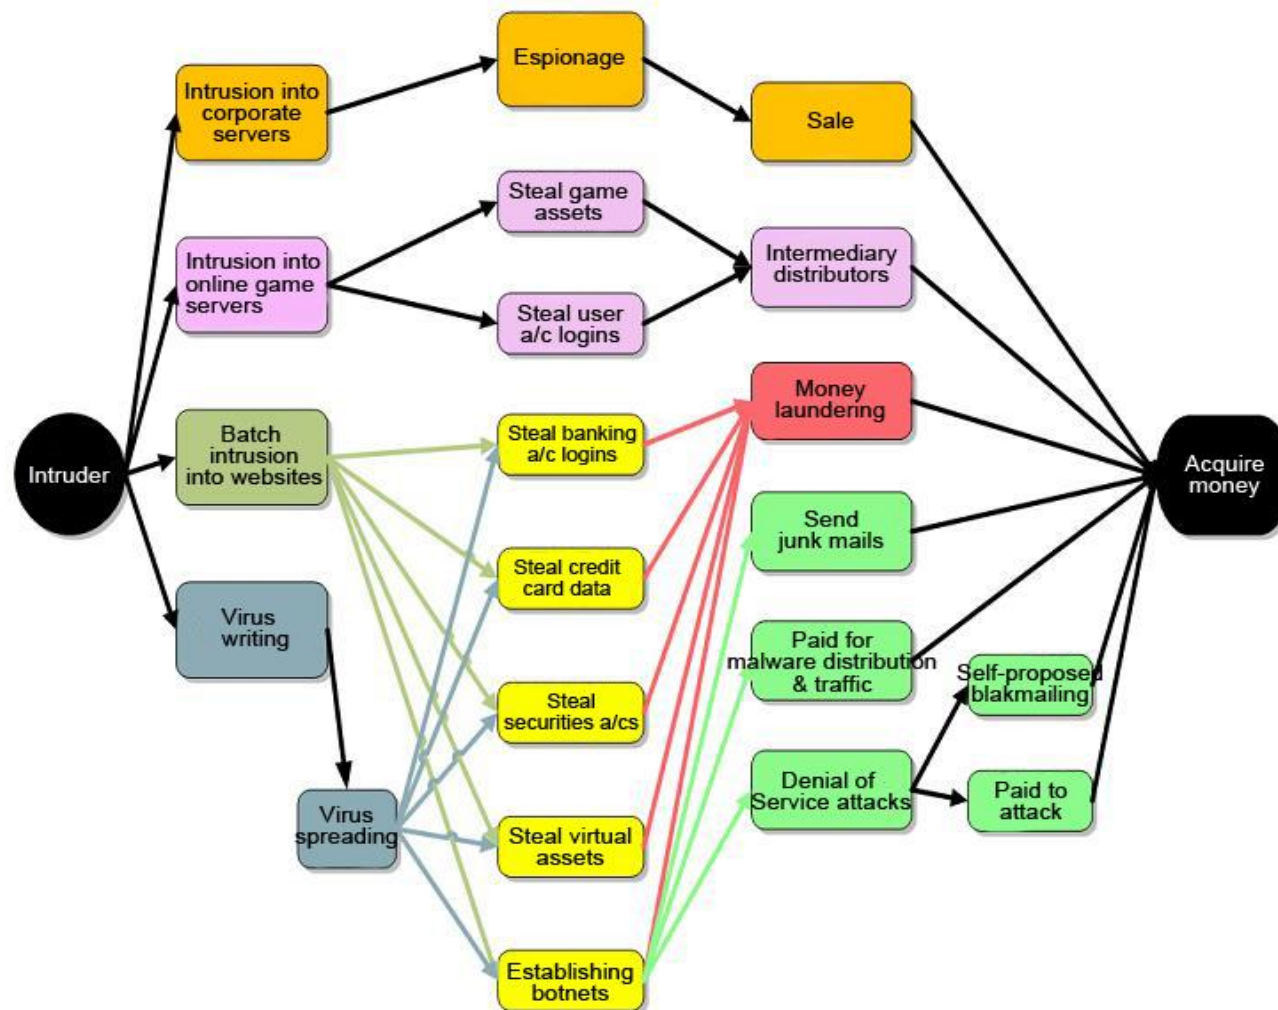 Espionage
Intrusion into
corporate
servers
Sale
Steal game
assets
Intrusion into
online game
servers
Intermediary
distributors
Steal user
a/c logins
Money
laundering
Batch
intrusion
into websites
Steal banking
a/c logins
Intruder
Acquire
money
Send
junk mails
Steal credit
card data
Virus
writing
Paid for
malware distribution
& traffic
Self-proposed
blakmailing
Steal
securities a/cs
Denial of
Service attacks
Paid to
attack
Virus
spreading
Steal virtual
assets
Establishing
botnets